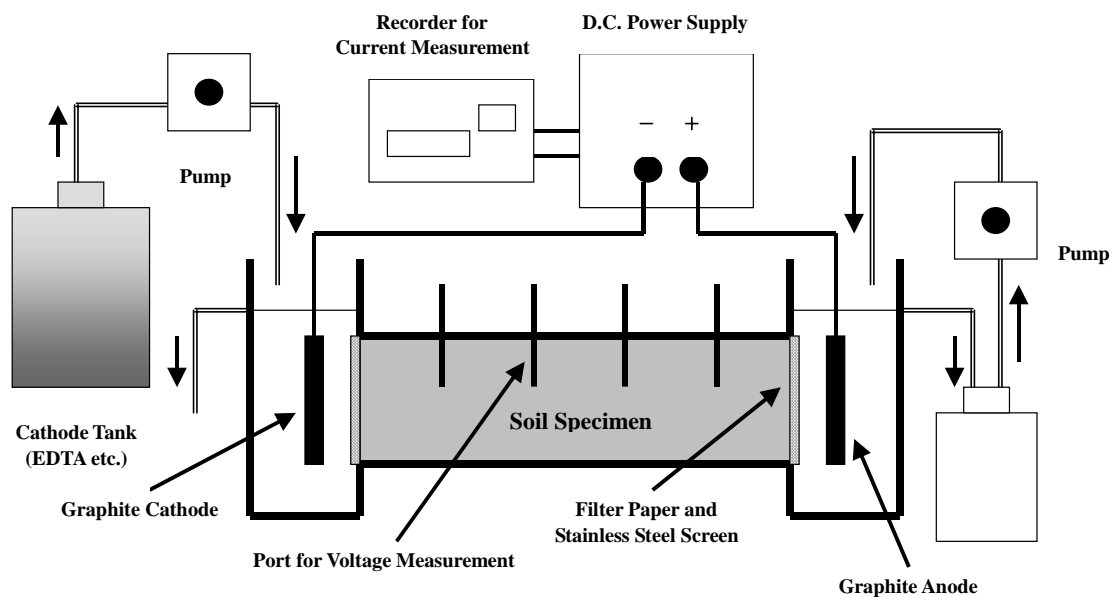 Recorder for
Current Measurement
D.C. Power Supply
− +
Pump
Pump
Soil Specimen
Cathode Tank
(EDTA etc.)
Graphite Cathode
Port for Voltage Measurement
Filter Paper and
Stainless Steel Screen
Graphite Anode